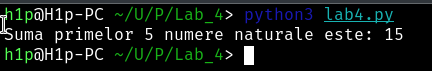 h1p@H1p-PC ~/U/P/Lab_4> python3 lab4.py
Suma primelor 5 numere naturale este: 15
h1p@H1p-PC ~/U/P/Lab_4>